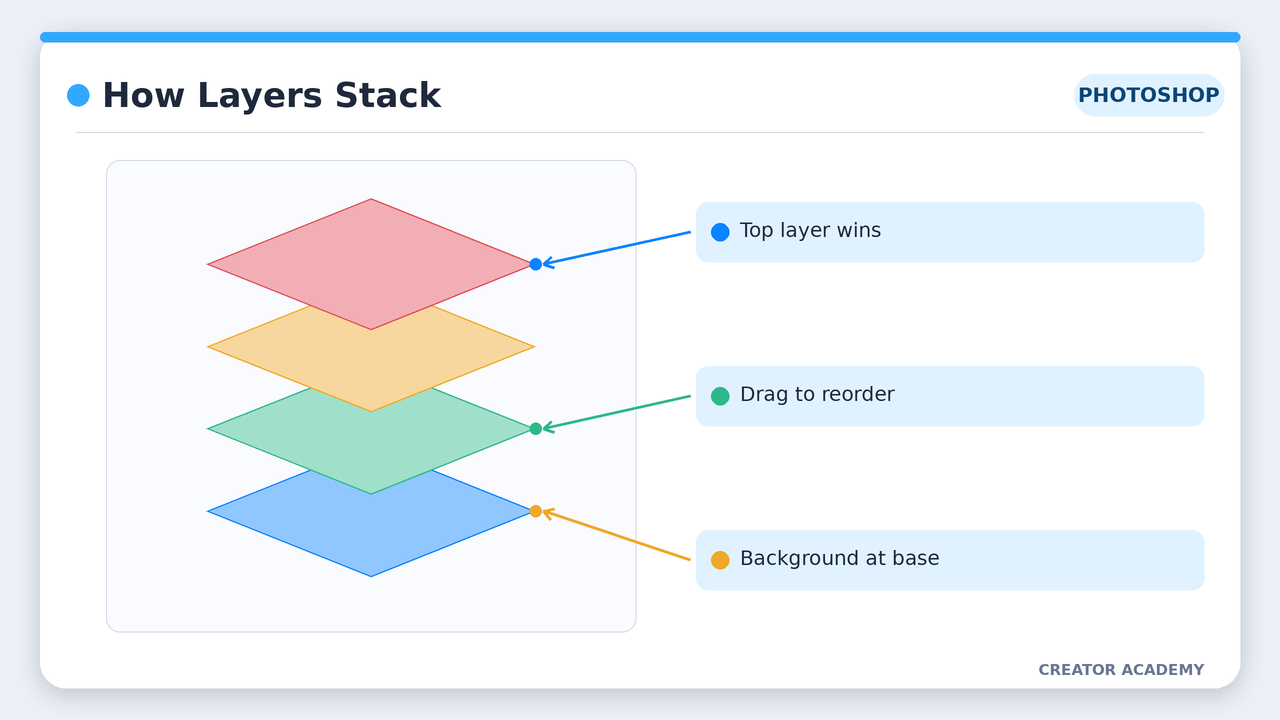 How Layers Stack
PHOTOSHOP
Top layer wins
Drag to reorder
Background at base
CREATOR ACADEMY